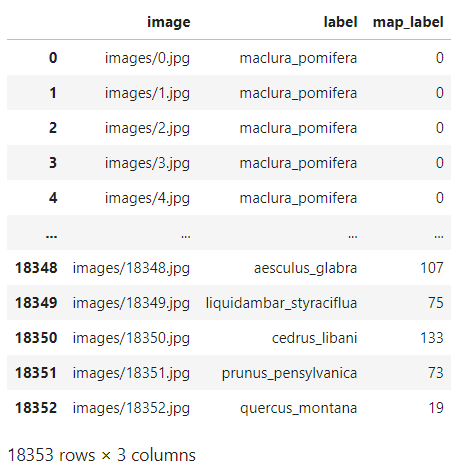 image label map_label
0 images/0.jpg maclura_pomifera 0
1 images/1.jpg maclura_pomifera 0
2 images/2.jpg maclura_pomifera 0
3 images/3.jpg maclura_pomifera 0
4 images/4.jpg maclura_pomifera 0
... ... ... ...
18348 images/18348.jpg aesculus_glabra 107
18349 images/18349.jpg liquidambar_styraciflua 75
18350 images/18350.jpg cedrus_libani 133
18351 images/18351.jpg prunus_pensylvanica 73
18352 images/18352.jpg quercus_montana 19
18353 rows × 3 columns